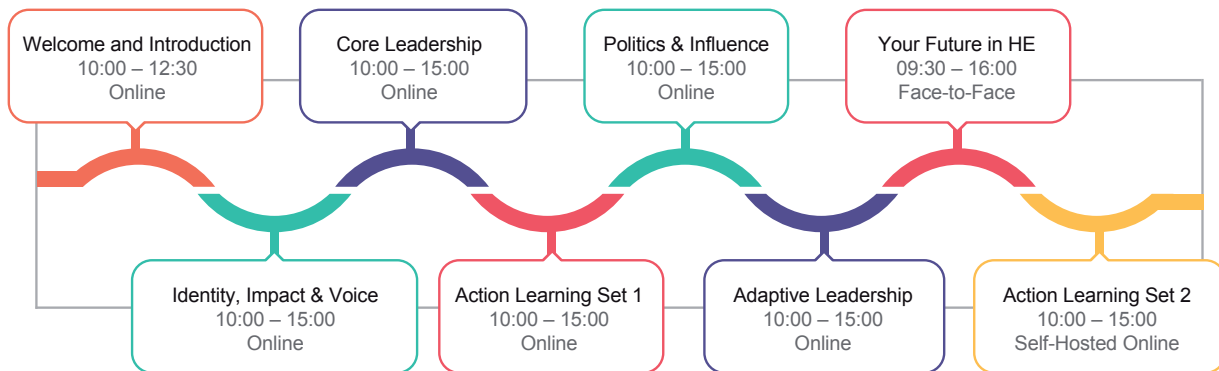 Welcome and Introduction
10:00 – 12:30
Online
Core Leadership
10:00 – 15:00
Online
Politics & Influence
10:00 – 15:00
Online
Your Future in HE
09:30 – 16:00
Face-to-Face
Identity, Impact & Voice
10:00 – 15:00
Online
Action Learning Set 1
10:00 – 15:00
Online
Adaptive Leadership
10:00 – 15:00
Online
Action Learning Set 2
10:00 – 15:00
Self-Hosted Online